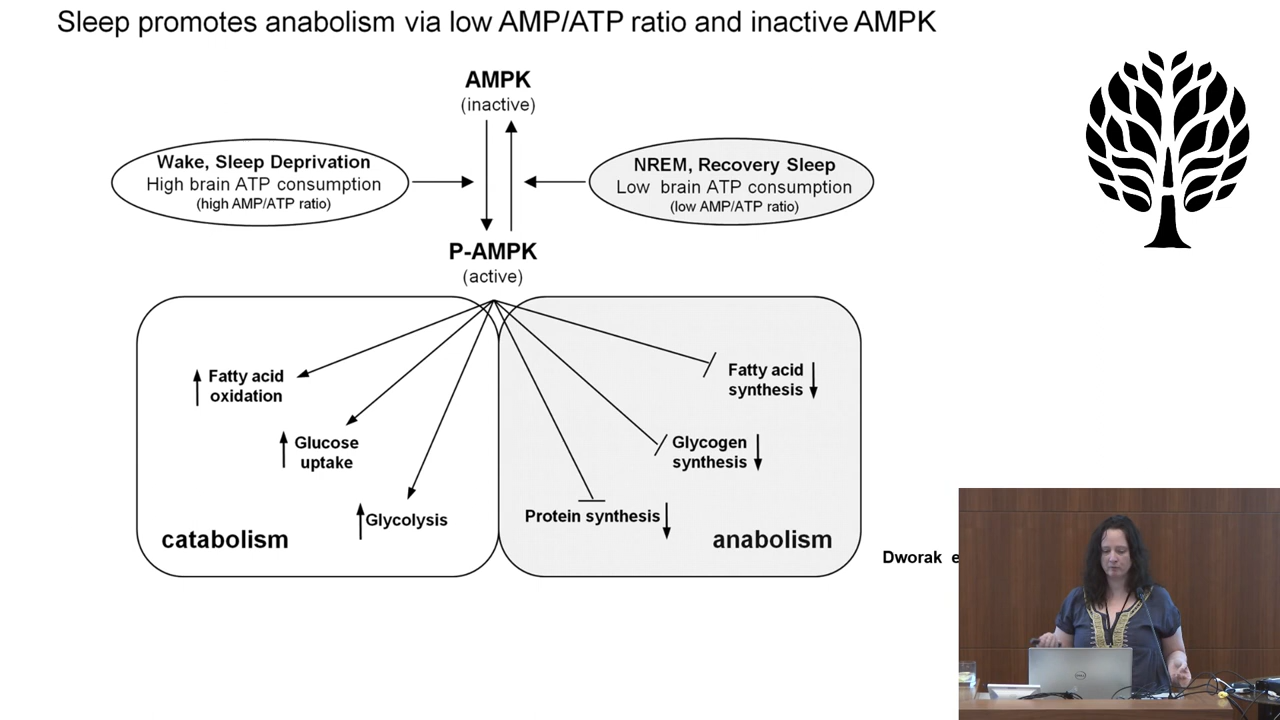 Sleep promotes anabolism via low AMP/ATP ratio and inactive AMPK
AMPK
(inactive)
Wake, Sleep Deprivation
High brain ATP consumption
(high AMP/ATP ratio)
NREM, Recovery Sleep
Low brain ATP consumption
(low AMP/ATP ratio)
P-AMPK
(active)
Fatty acid
oxidation
Glucose
uptake
Glycolysis
catabolism
Fatty acid
synthesis
Glycogen
synthesis
Protein synthesis
anabolism
Dworak e
DELL